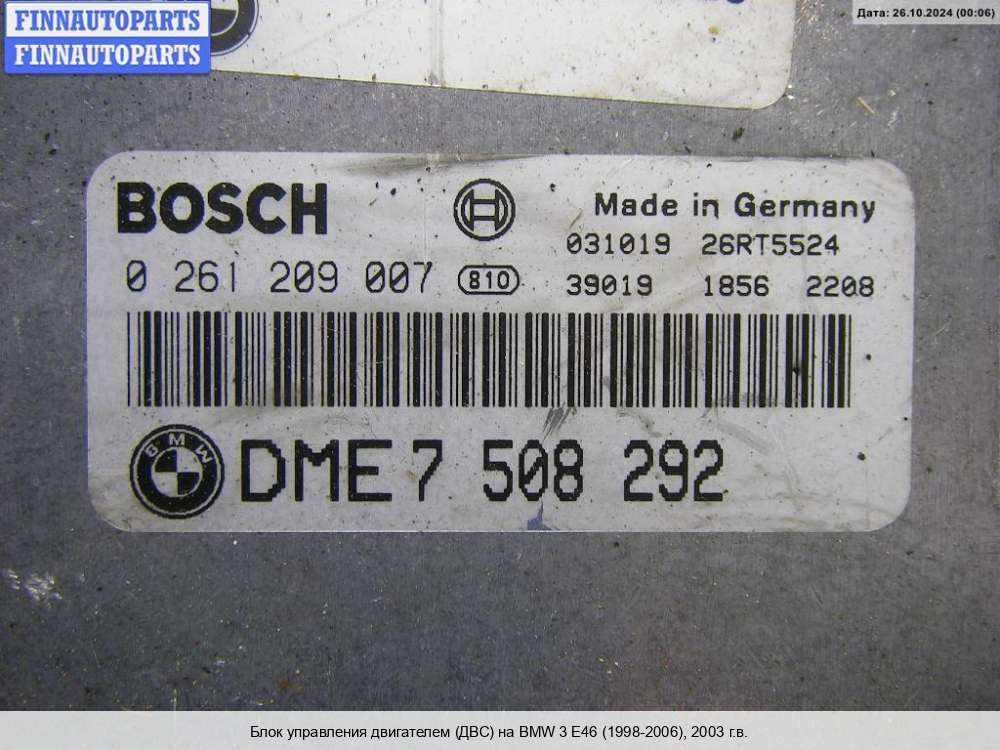 FINNAUTOPARTS
FINNAUTOPARTS
Дата: 26.10.2024 (00:06)
BOSCH
Made in Germany
031019 26RT5524
0 261 209 007 810 39019 1856 2208
BMW
DME 7 508 292
Блок управления двигателем (ДВС) на BMW 3 E46 (1998-2006), 2003 г.в.